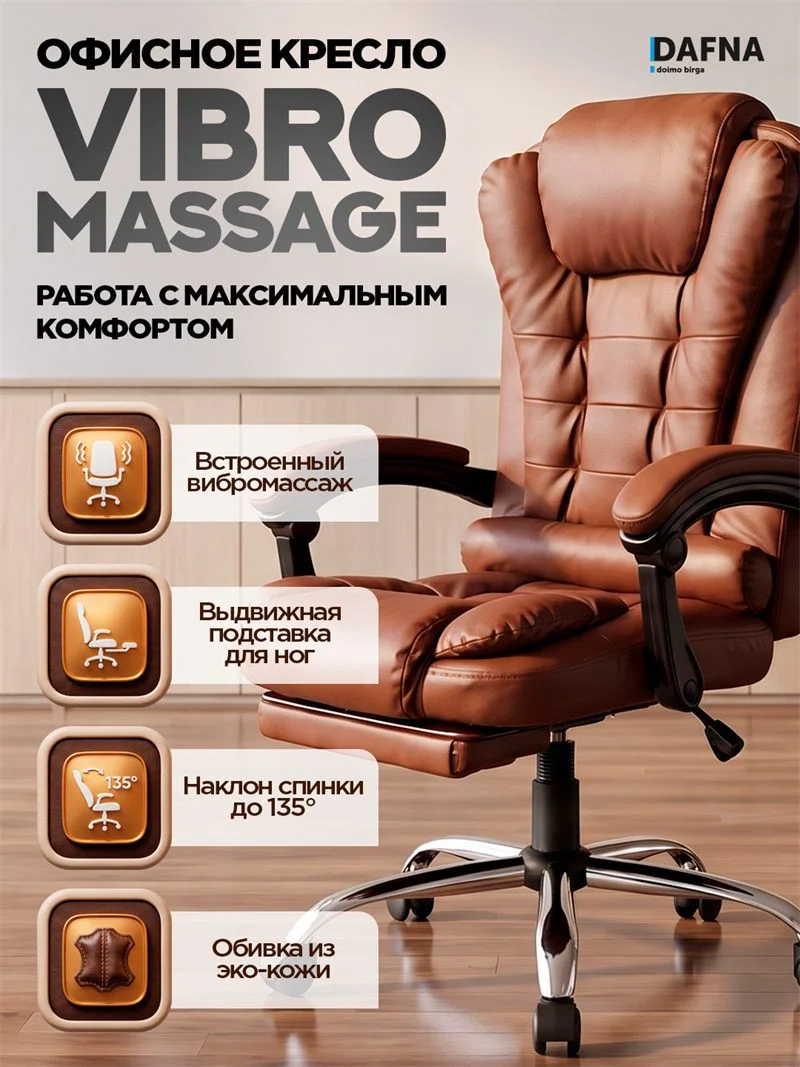 ОФИСНОЕ КРЕСЛО
DAFNA
doimo birga
VIBRO
MASSAGE
РАБОТА С МАКСИМАЛЬНЫМ
КОМФОРТОМ
Встроенный
вибромассаж
Выдвижная
подставка
для ног
135°
Наклон спинки
до 135°
Обивка из
эко-кожи